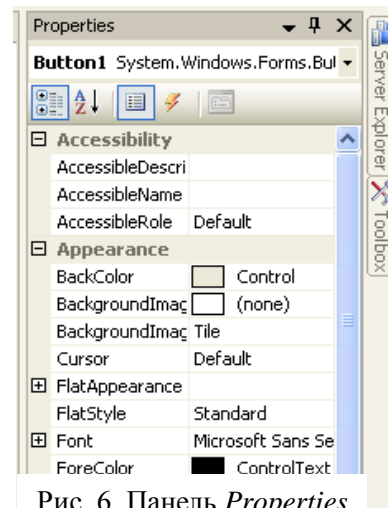 Properties
Button1 System.Windows.Forms.But
Accessibility
AccessibleDescri
AccessibleName
AccessibleRole Default
Appearance
BackColor Control
BackgroundImag (none)
BackgroundImag Tile
Cursor Default
FlatAppearance
FlatStyle Standard
Font Microsoft Sans Se
ForeColor ControlText
Server Explorer
Toolbox
Рис. 6. Панель Properties